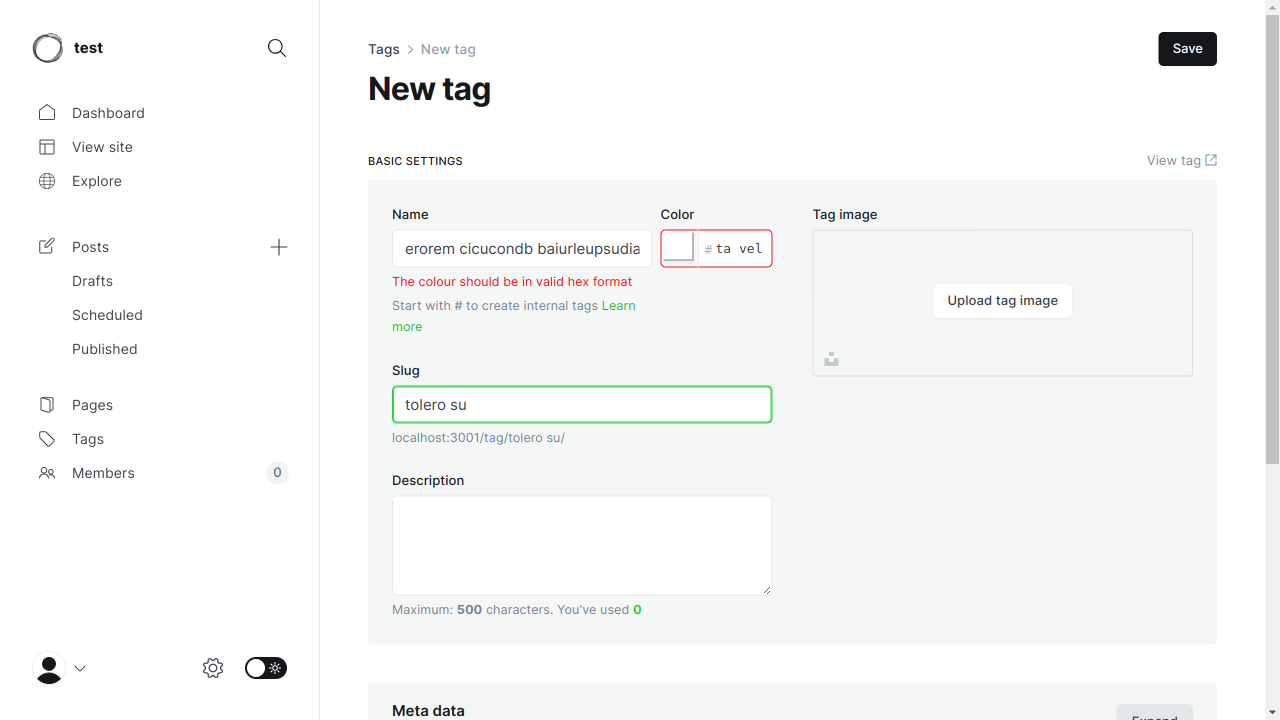 test
Dashboard
View site
Explore
Posts
Drafts
Scheduled
Published
Pages
Tags
Members 0
Tags > New tag
Save
New tag
BASIC SETTINGS
View tag
Name
erorem cicucondb baiurleupsudia
Color
# ta vel
The colour should be in valid hex format
Start with # to create internal tags Learn
more
Slug
tolero su
localhost:3001/tag/tolero su/
Description
Maximum: 500 characters. You’ve used 0
Tag image
Upload tag image
Meta data
Expand